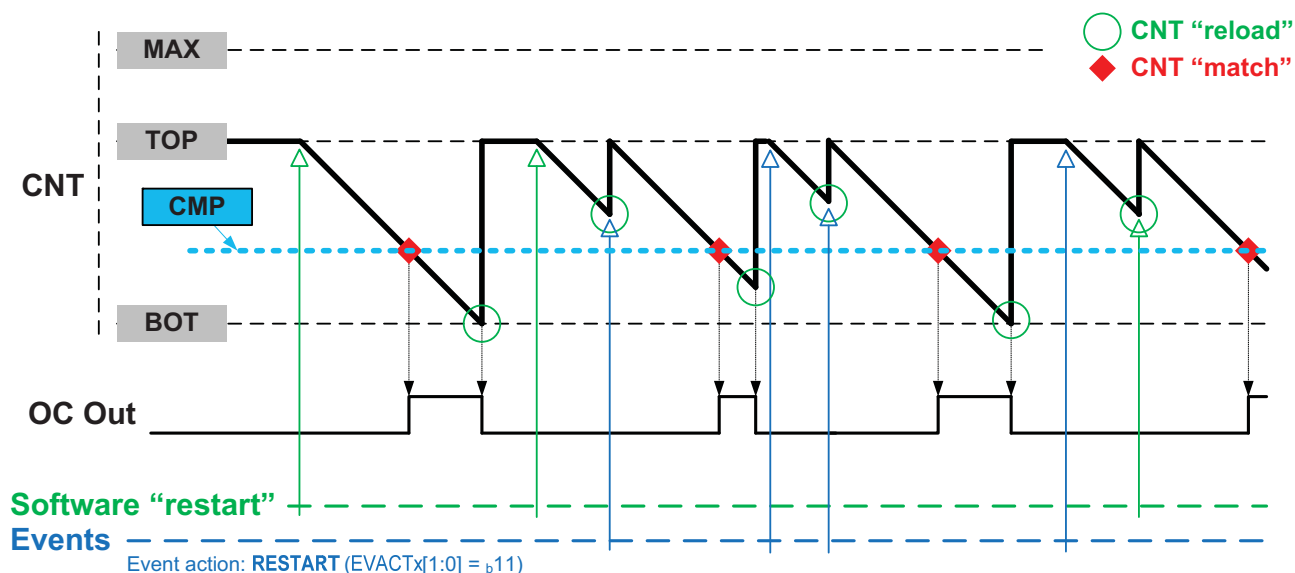 MAX
CNT “reload”
CNT “match”
TOP
CNT
CMP
BOT
OC Out
Software “restart”
Events
Event action: RESTART (EVACTx[1:0] = b11)